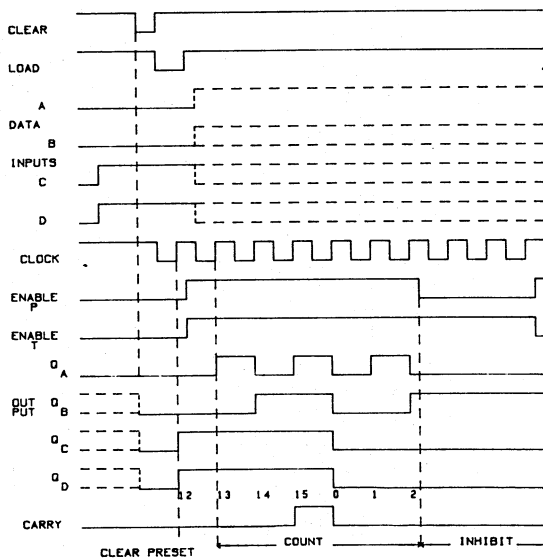 CLEAR
LOAD
A
DATA
B
INPUTS
C
D
CLOCK
ENABLE
P
ENABLE
T
Q
A
OUT
PUT
Q
B
Q
C
Q
D
12 13 14 15 0 1 2
CARRY
CLEAR PRESET
COUNT
INHIBIT